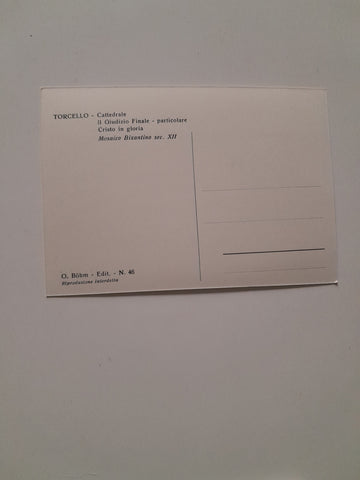 TORCELLO - Cattedrale
il Giudizio Finale - particolare
Cristo in gloria
Mosaico Bizantino sec. XII
O. Böhm - Edit. - N. 46
Riproduzione interdetta